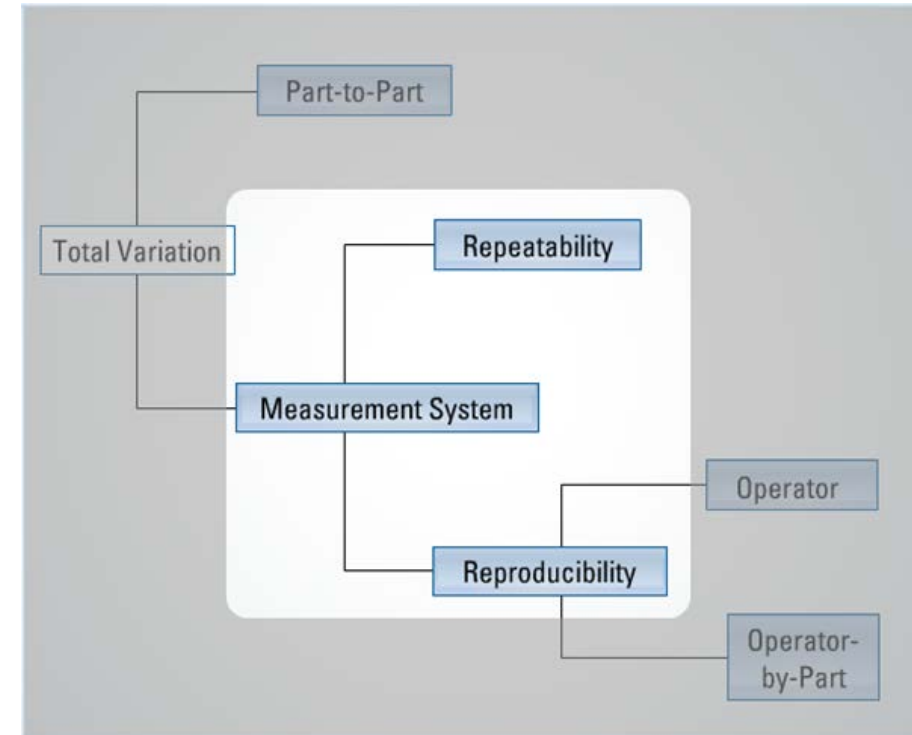 Part-to-Part
Total Variation
Repeatability
Measurement System
Operator
Reproducibility
Operator-
by-Part